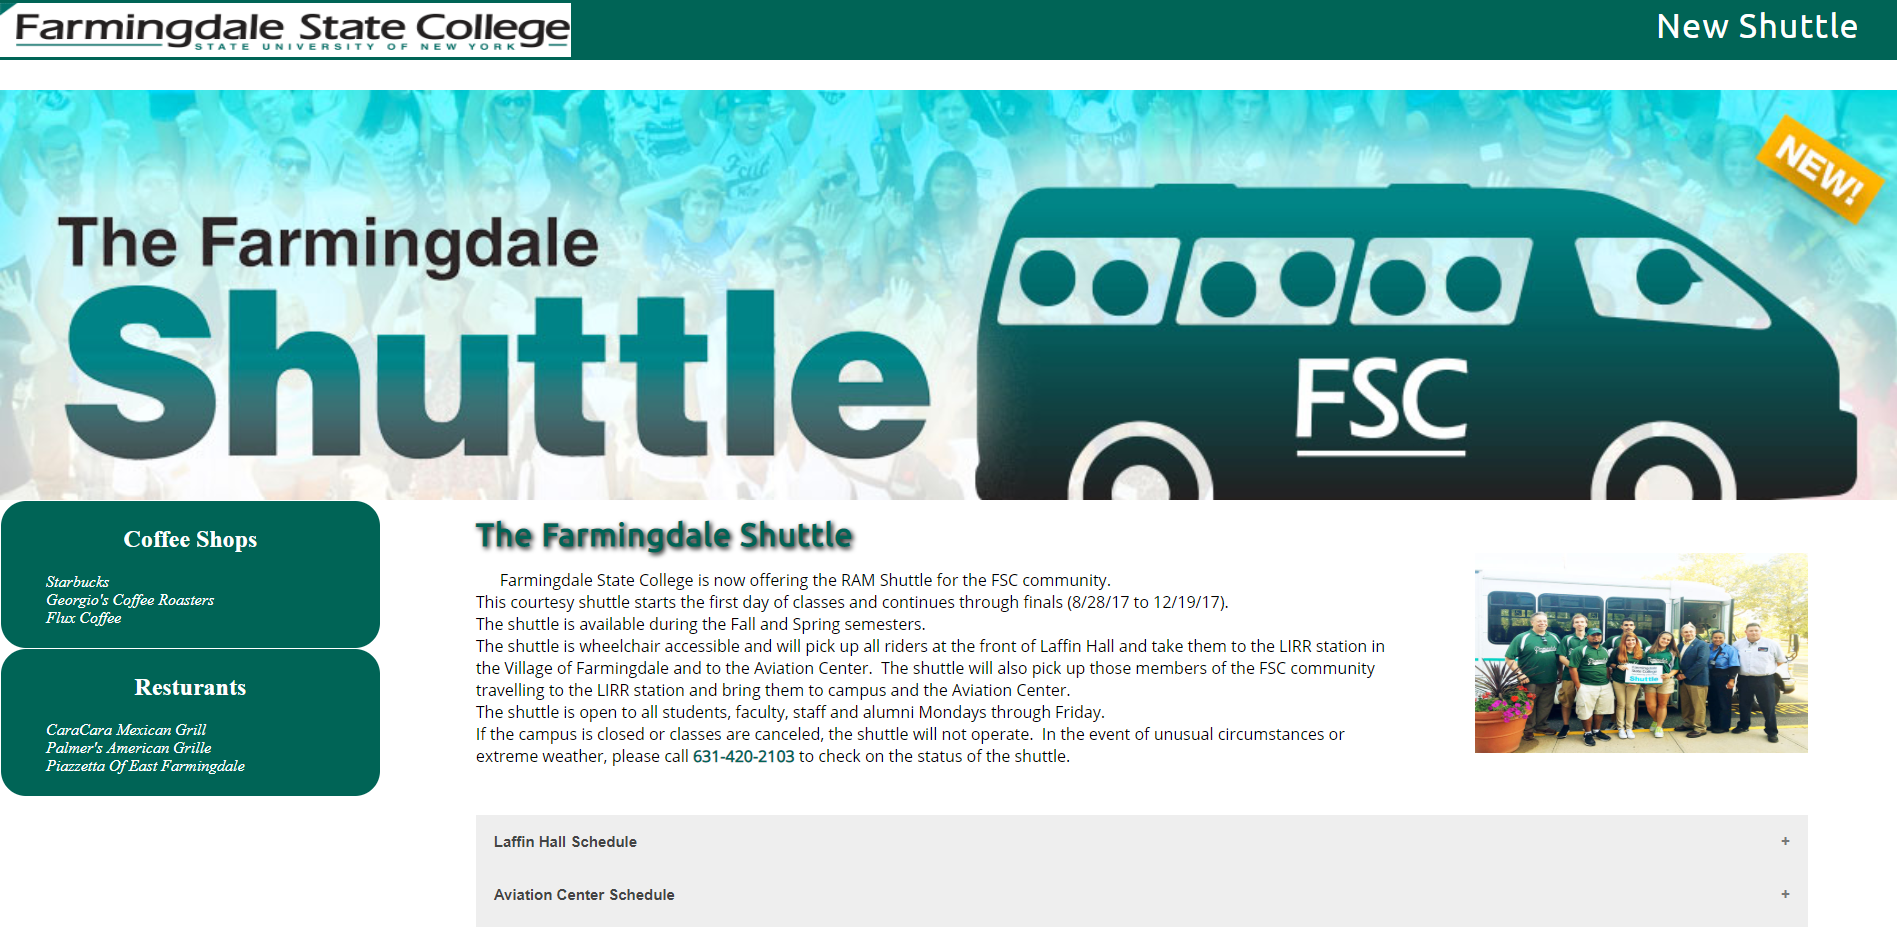 Farmingdale State College
STATE UNIVERSITY OF NEW YORK
New Shuttle
NEW!
The Farmingdale
Shuttle
FSC
Coffee Shops
Starbucks
Georgio's Coffee Roasters
Flux Coffee
Resturants
CaraCara Mexican Grill
Palmer's American Grille
Piazzetta Of East Farmingdale
The Farmingdale Shuttle
Farmingdale State College is now offering the RAM Shuttle for the FSC community.
This courtesy shuttle starts the first day of classes and continues through finals (8/28/17 to 12/19/17).
The shuttle is available during the Fall and Spring semesters.
The shuttle is wheelchair accessible and will pick up all riders at the front of Laffin Hall and take them to the LIRR station in
the Village of Farmingdale and to the Aviation Center.  The shuttle will also pick up those members of the FSC community
travelling to the LIRR station and bring them to campus and the Aviation Center.
The shuttle is open to all students, faculty, staff and alumni Mondays through Friday.
If the campus is closed or classes are canceled, the shuttle will not operate.  In the event of unusual circumstances or
extreme weather, please call 631-420-2103 to check on the status of the shuttle.
Shuttle
Laffin Hall Schedule +
Aviation Center Schedule +